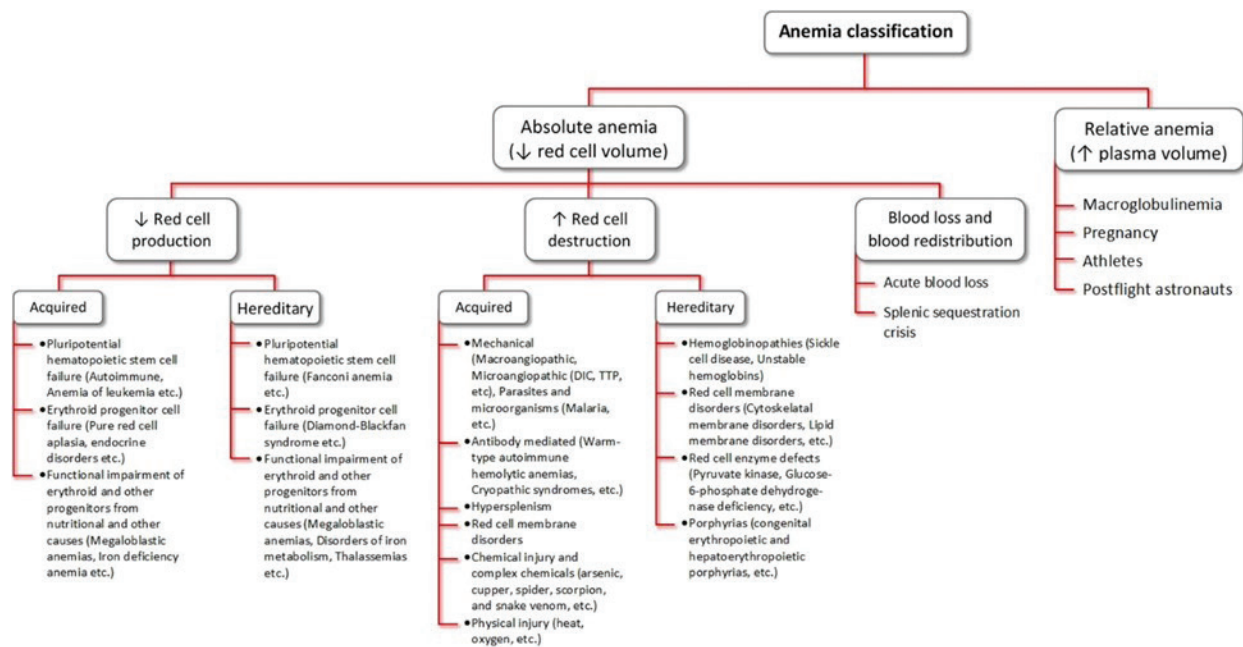 Anemia classification
Absolute anemia
(↓ red cell volume)
Relative anemia
(↑ plasma volume)
Macroglobulinemia
Pregnancy
Athletes
Postflight astronauts
↓ Red cell
production
↑ Red cell
destruction
Blood loss and
blood redistribution
Acute blood loss
Splenic sequestration
crisis
Acquired
•Pluripotential
hematopoietic stem cell
failure (Autoimmune,
Anemia of leukemia etc.)
•Erythroid progenitor cell
failure (Pure red cell
aplasia, endocrine
disorders etc.)
•Functional impairment of
erythroid and other
progenitors from
nutritional and other
causes (Megaloblastic
anemias, Iron deficiency
anemia etc.)
Hereditary
•Pluripotential
hematopoietic stem cell
failure (Fanconi anemia
etc.)
•Erythroid progenitor cell
failure (Diamond-Blackfan
syndrome etc.)
•Functional impairment of
erythroid and other
progenitors from
nutritional and other
causes (Megaloblastic
anemias, Disorders of iron
metabolism, Thalassemias
etc.)
Acquired
•Mechanical
(Macroangiopathic,
Microangiopathic (DIC, TTP,
etc), Parasites and
microorganisms (Malaria,
etc.)
•Antibody mediated (Warm-
type autoimmune
hemolytic anemias,
Cryopathic syndromes, etc.)
•Hypersplenism
•Red cell membrane
disorders
•Chemical injury and
complex chemicals (arsenic,
cupper, spider, scorpion,
and snake venom, etc.)
•Physical injury (heat,
oxygen, etc.)
Hereditary
•Hemoglobinopathies (Sickle
cell disease, Unstable
hemoglobins)
•Red cell membrane
disorders (Cytoskelatal
membrane disorders, Lipid
membrane disorders, etc.)
•Red cell enzyme defects
(Pyruvate kinase, Glucose-
6-phosphate dehydroge-
nase deficiency, etc.)
•Porphyrias (congenital
erythropoietic and
hepatoerythropoietic
porphyrias, etc.)